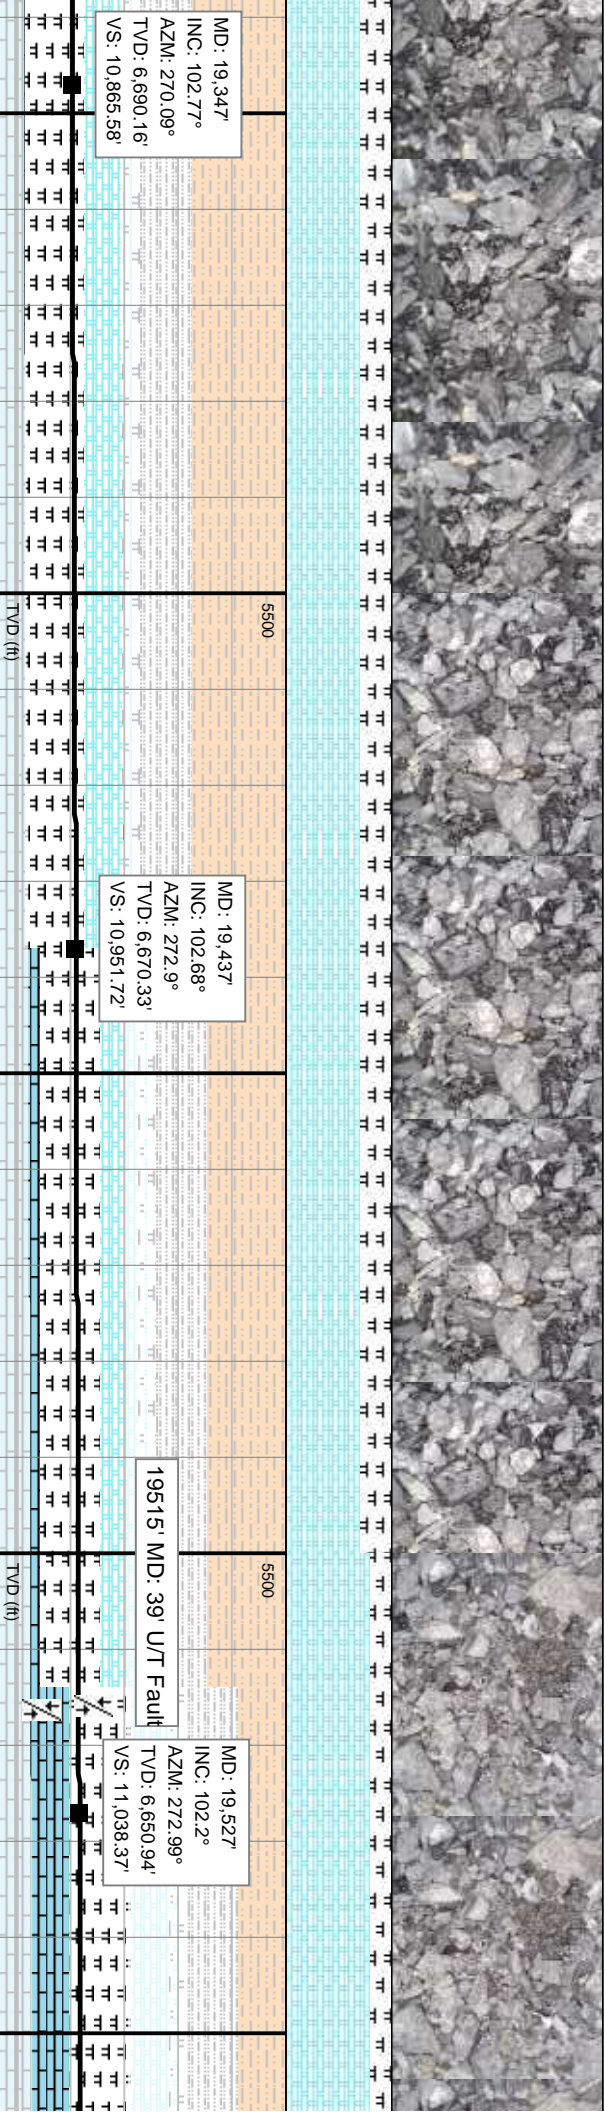 MD: 19,347'
INC: 102.77°
AZM: 270.09°
TVD: 6,690.16'
VS: 10,865.58'
5500
TVD (ft)
MD: 19,437'
INC: 102.68°
AZM: 272.9°
TVD: 6,670.33'
VS: 10,951.72'
19515' MD: 39' U/T Fault
5500
TVD (ft)
MD: 19,527'
INC: 102.2°
AZM: 272.99°
TVD: 6,650.94'
VS: 11,038.37'